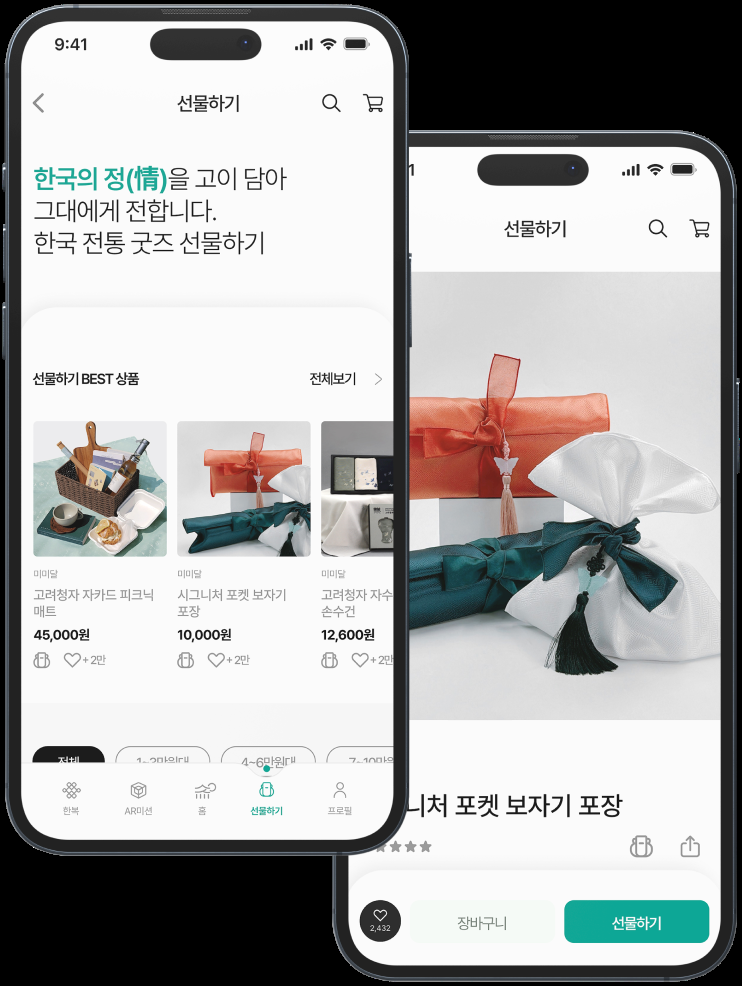 9:41
선물하기
한국의 정(情)을 고이 담아
그대에게 전합니다.
한국 전통 굿즈 선물하기
선물하기 BEST 상품
전체보기
미미달
고려청자 자카드 피크닉
매트
45,000원
+ 2만
미미달
시그니처 포켓 보자기
포장
10,000원
+ 2만
미미달
고려청자 자수
손수건
12,600원
+ 2만
전체
1~3만원대
4~6만원대
7~10만원
한복
AR미션
홈
선물하기
프로필
1
선물하기
니처 포켓 보자기 포장
2,432
장바구니
선물하기